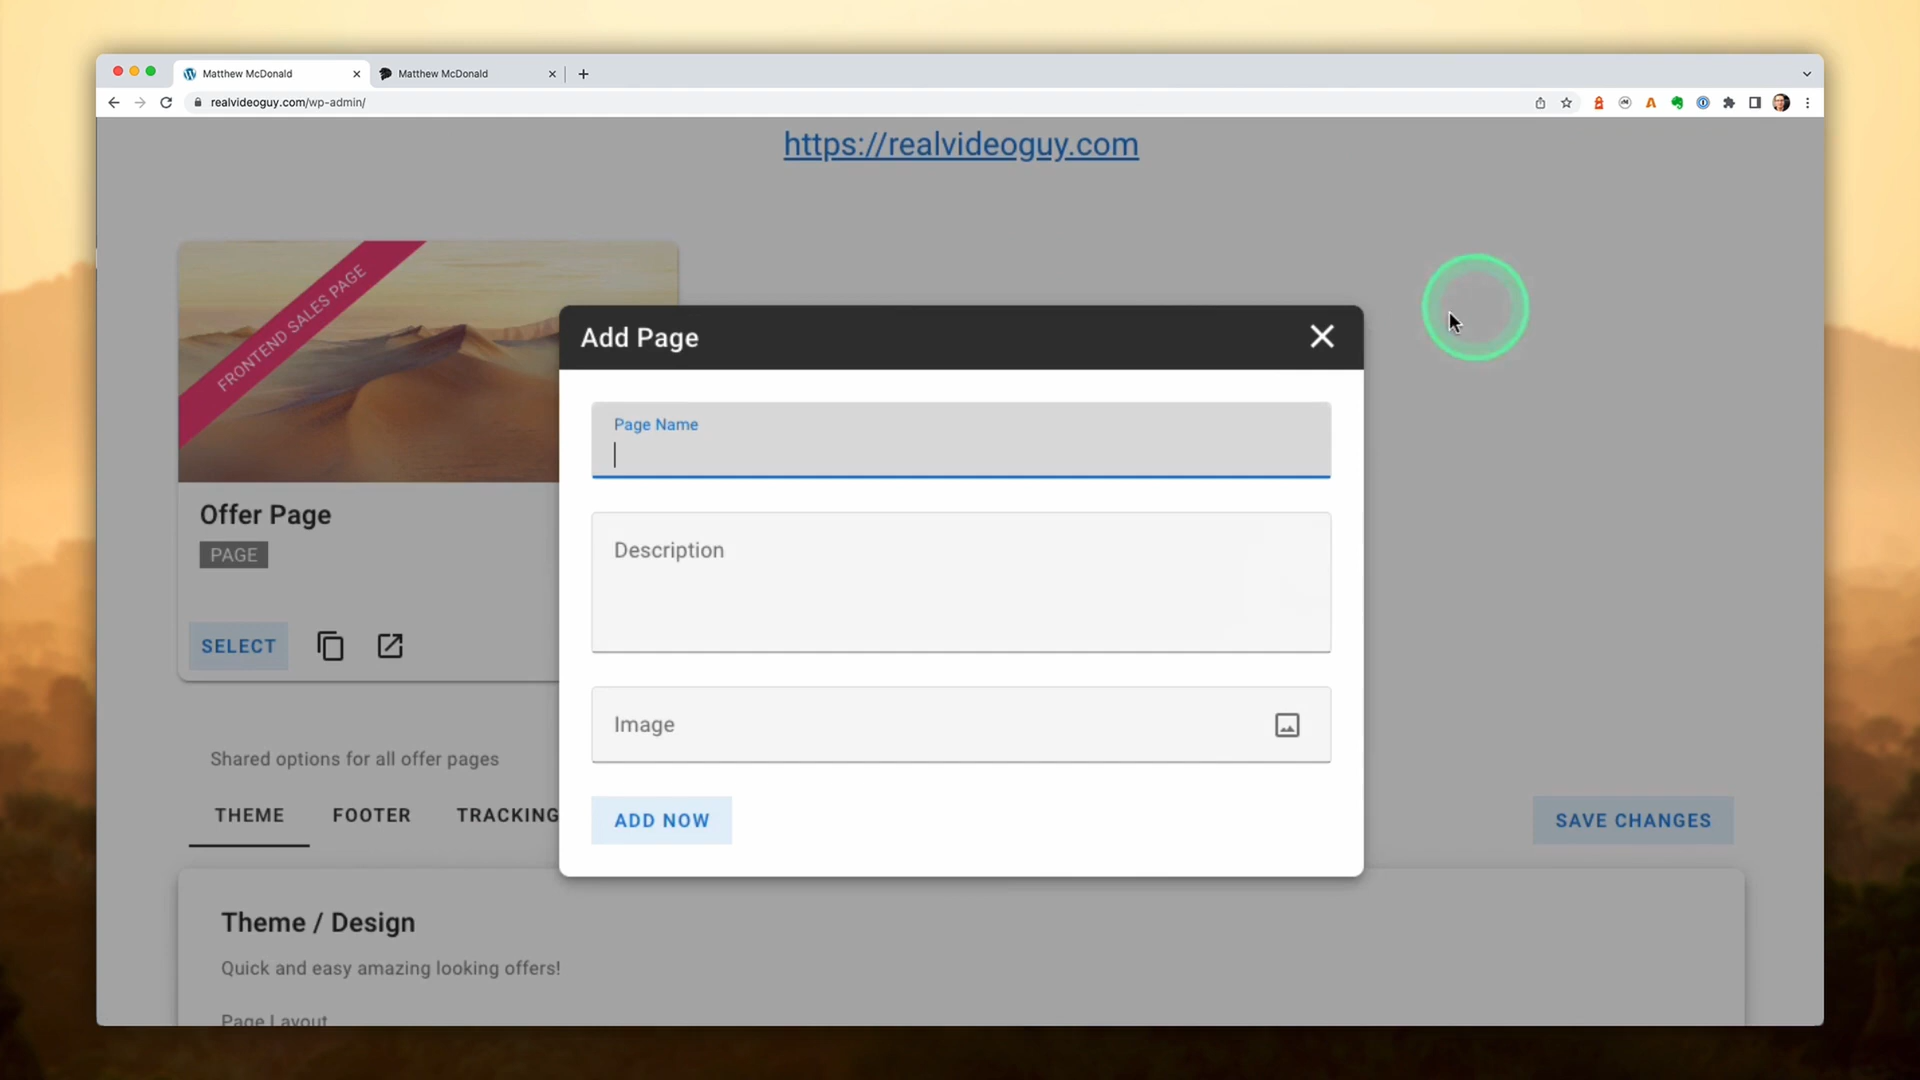 Matthew McDonald
Matthew McDonald
realvideoguy.com/wp-admin/
https://realvideoguy.com
FRONTEND SALES PAGE
Offer Page
PAGE
SELECT
Add Page
Page Name
Description
Image
ADD NOW
Shared options for all offer pages
THEME FOOTER TRACKING
SAVE CHANGES
Theme / Design
Quick and easy amazing looking offers!
Page Layout